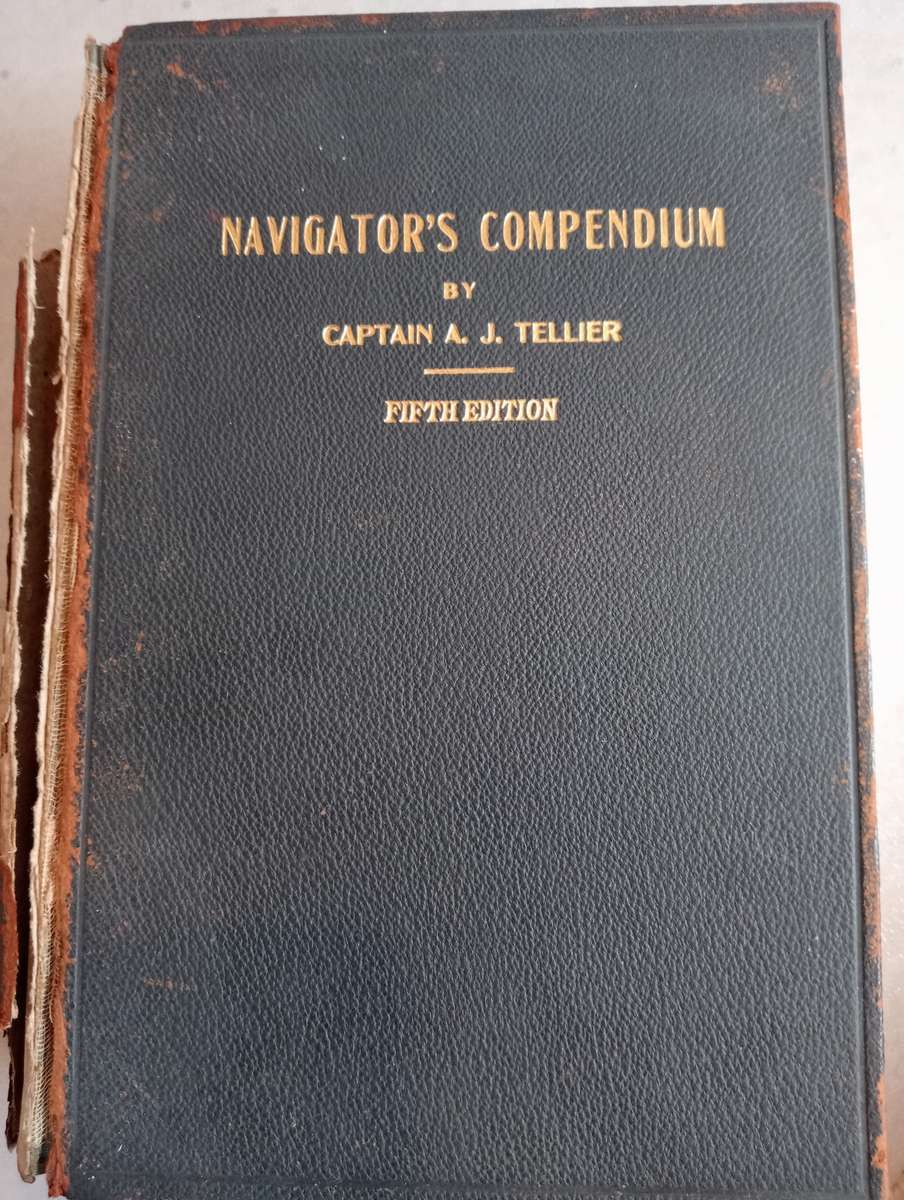 NAVIGATOR'S COMPENDIUM
BY
CAPTAIN A. J. TELLIER
FIFTH EDITION